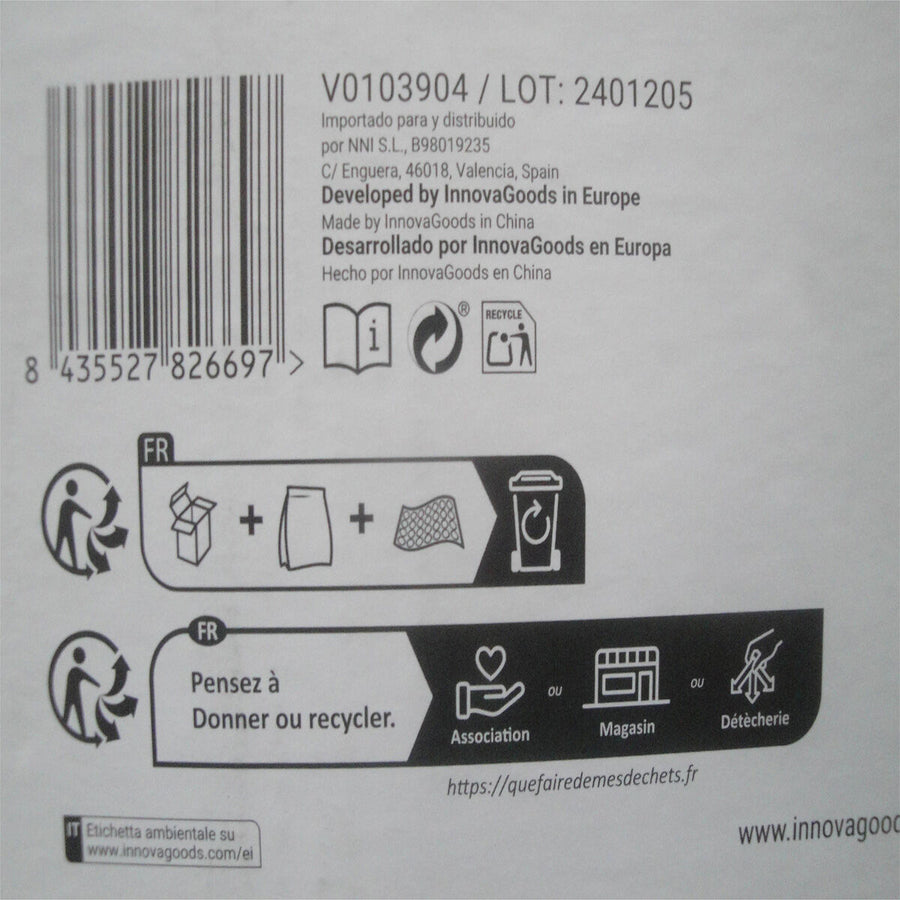 V0103904 / LOT: 2401205
Importado para y distribuido
por NNI S.L., B98019235
C/ Enguera, 46018, Valencia, Spain
Developed by InnovaGoods in Europe
Made by InnovaGoods in China
Desarrollado por InnovaGoods en Europa
Hecho por InnovaGoods en China
i
®
RECYCLE
8 435527 826697 >
FR
+ +
FR
Pensez à
Donner ou recycler.
ou ou
Association Magasin Détècherie
https://quefairedemesdechets.fr
IT Etichetta ambientale su
www.innovagoods.com/ei
www.innovagood